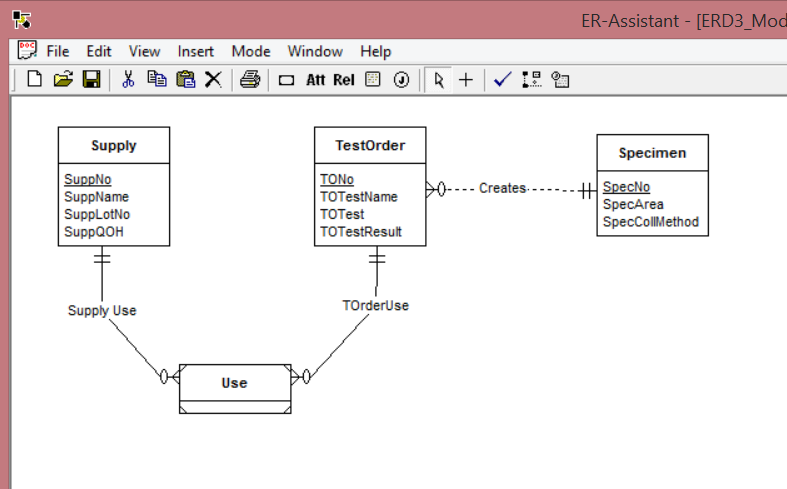 ER-Assistant - [ERD3_Mod
DOC
File Edit View Insert Mode Window Help
Att Rel J
Supply
SuppNo
SuppName
SuppLotNo
SuppQOH
TestOrder
TONo
TOTestName
TOTest
TOTestResult
Creates
Specimen
SpecNo
SpecArea
SpecCollMethod
Supply Use
TOrderUse
Use